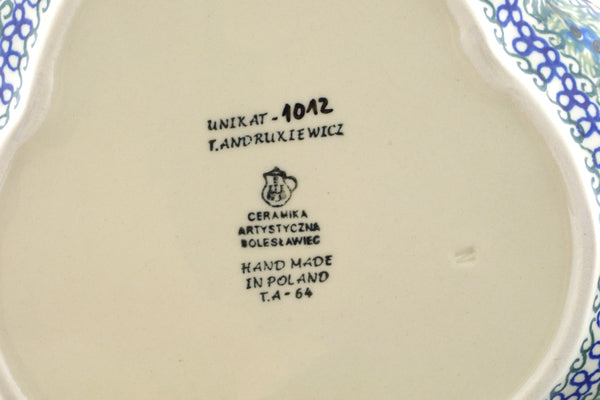 UNIKAT - 1012
T. ANDRUKIEWICZ
CERAMIKA
ARTYSTYCZNA
BOLESŁAWIEC
HAND MADE
IN POLAND
T.A - 64